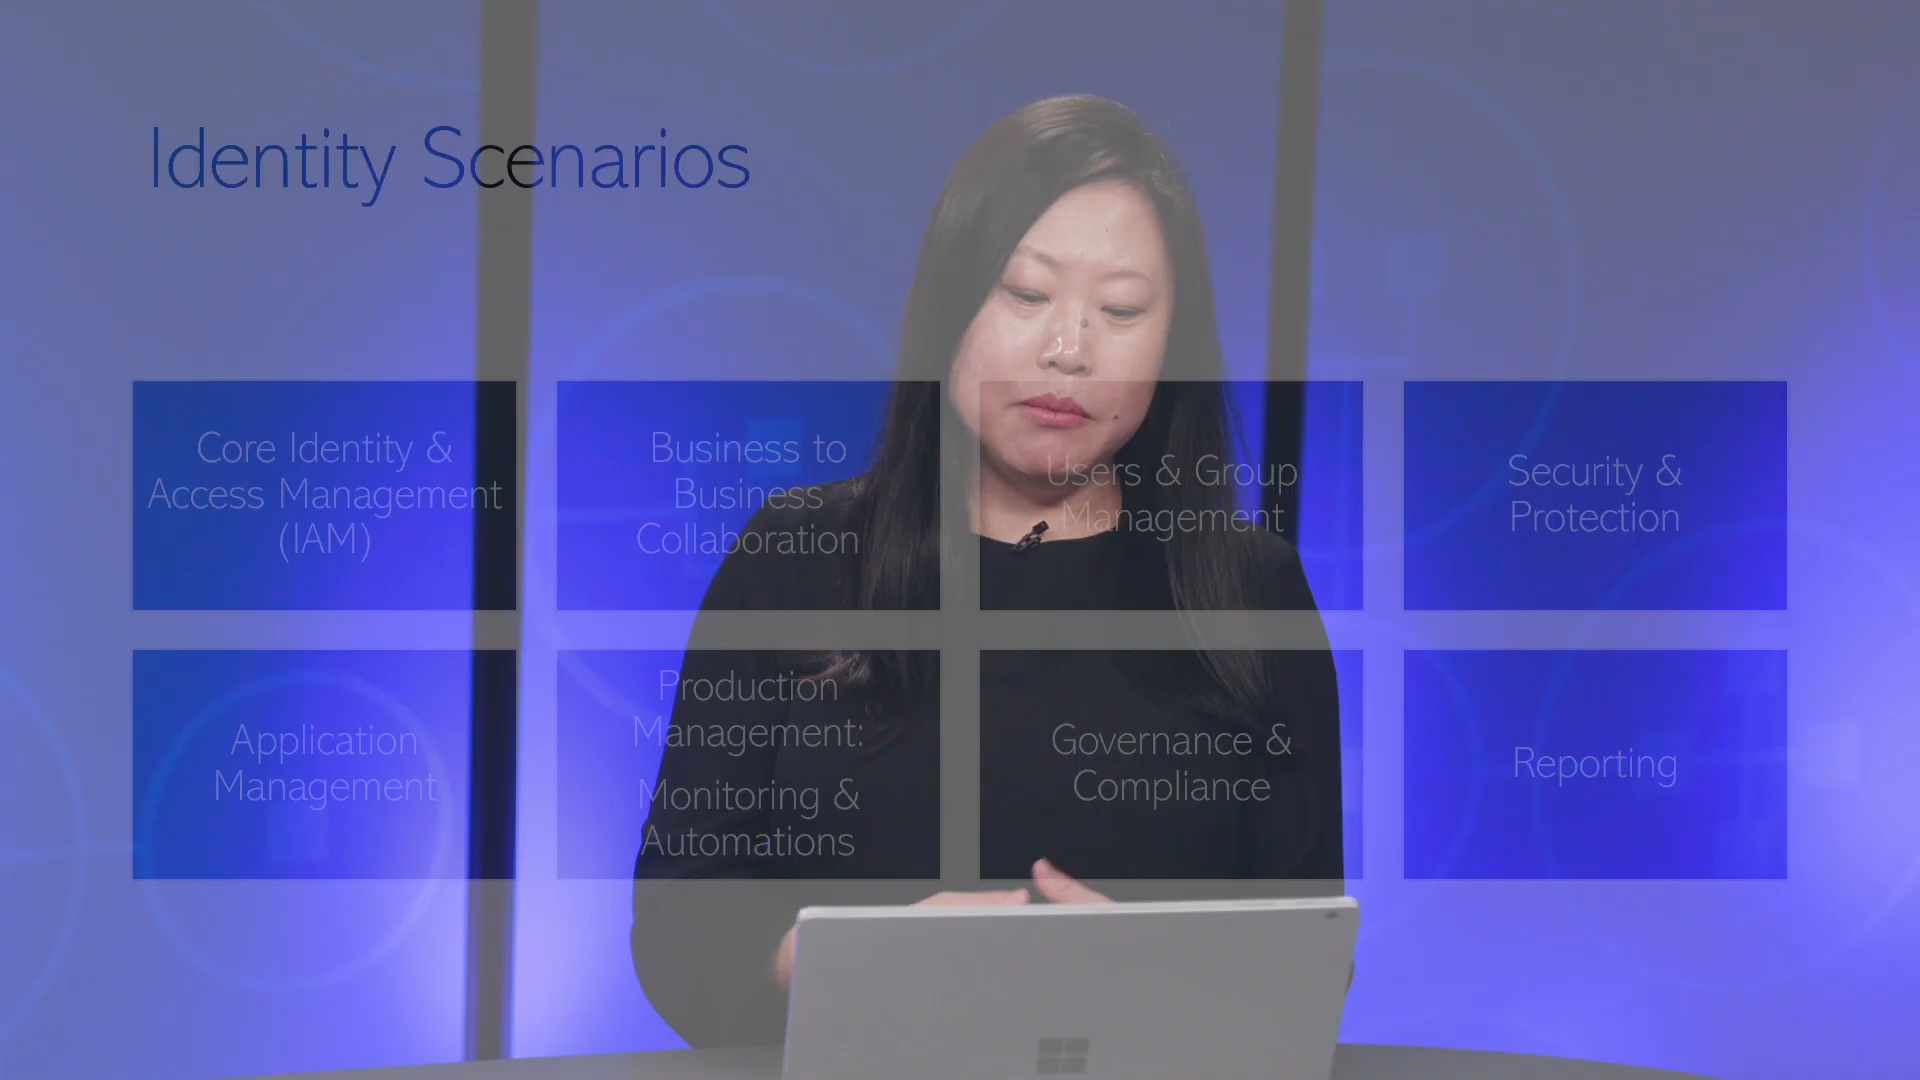 Identity Scenarios
Core Identity &
Access Management
(IAM)
Business to
Business
Collaboration
Users & Group
Management
Security &
Protection
Application
Management
Production
Management:
Monitoring &
Automations
Governance &
Compliance
Reporting